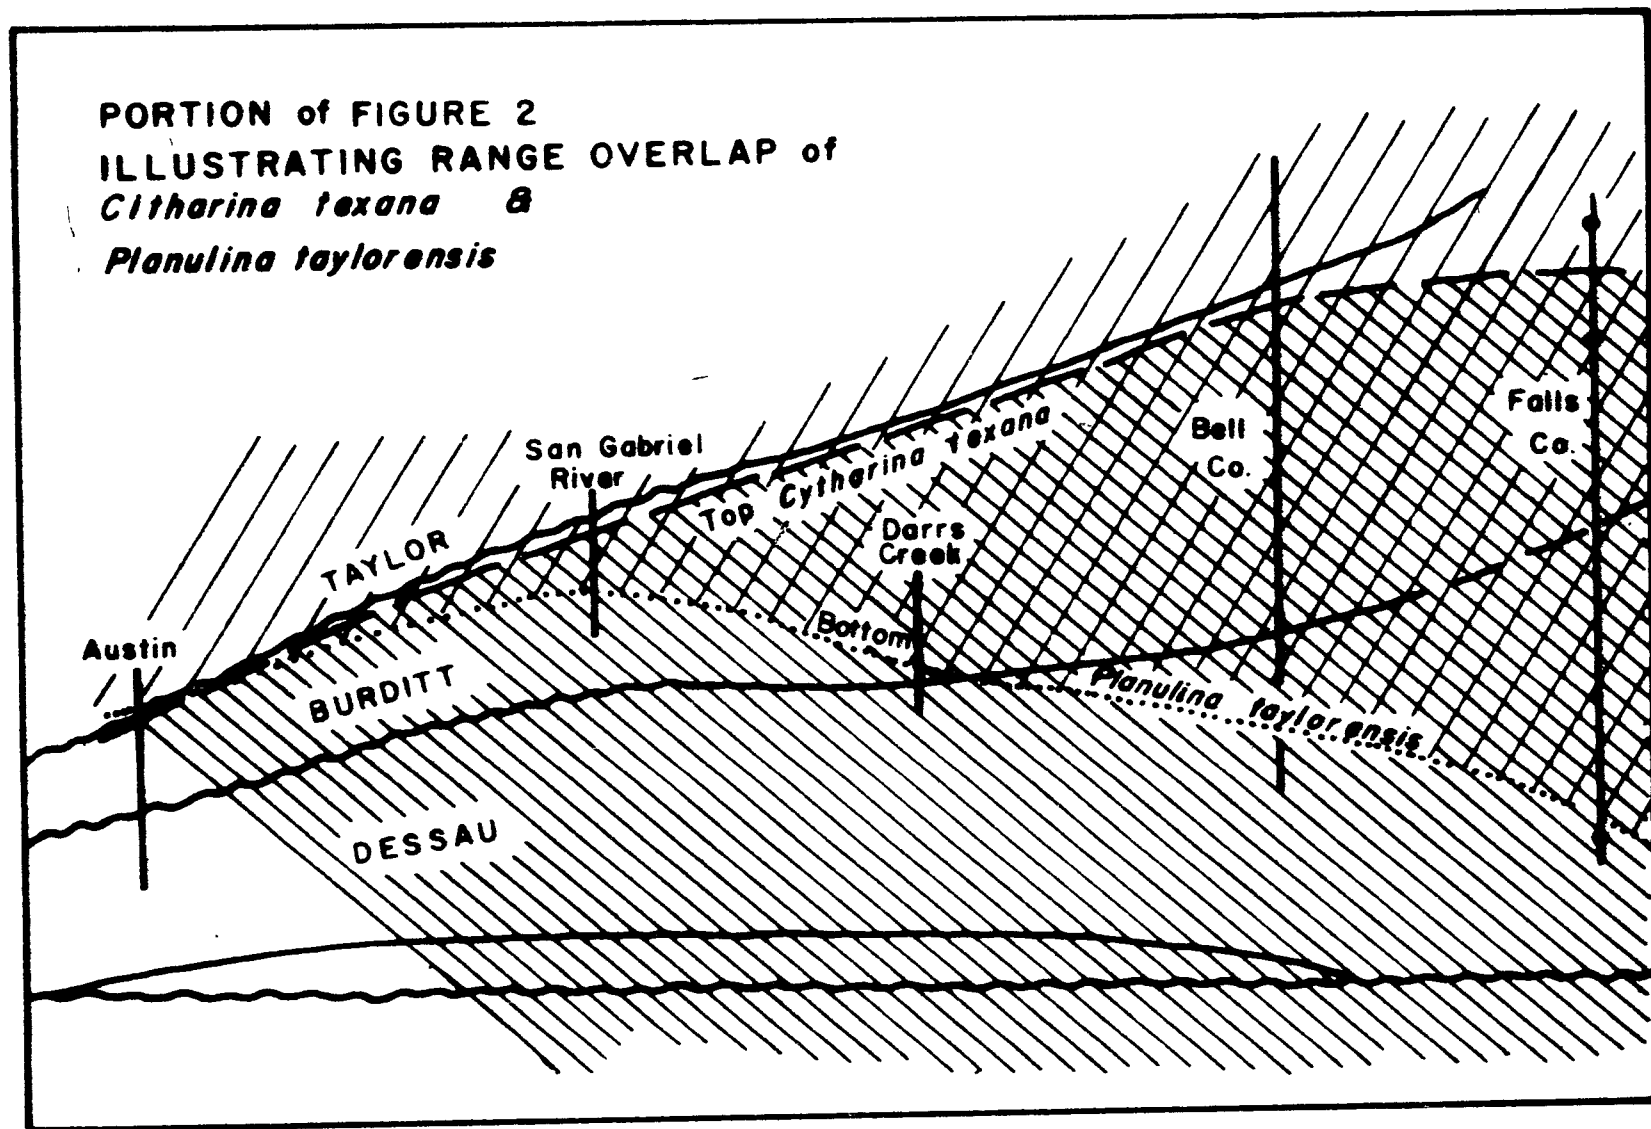 PORTION of FIGURE 2
ILLUSTRATING RANGE OVERLAP of
Citharina texana &
Planulina taylorensis
San Gabriel
River
TAYLOR
Austin
BURDITT
DESSAU
Top Cytharina texana
Darrs
Creek
Bottom
Planulina taylorensis
Bell
Co.
Falls
Co.